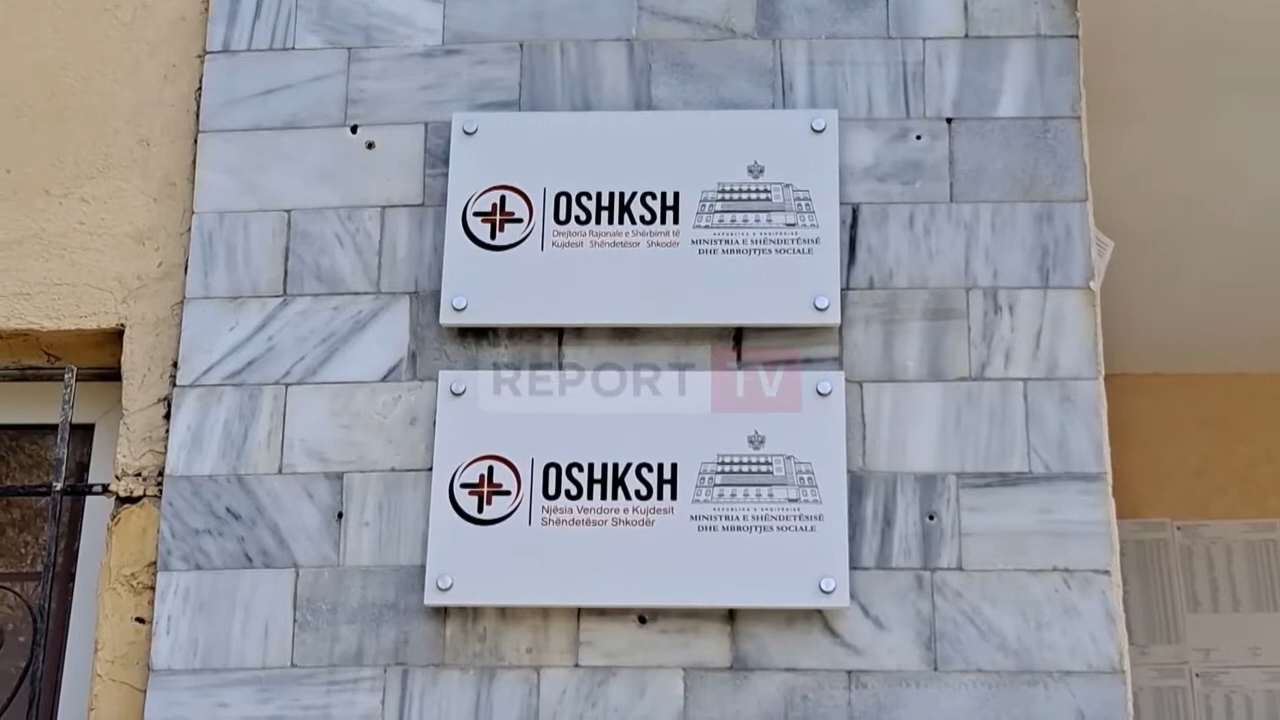 OSHKSH
Drejtoria Rajonale e Shërbimit të
Kujdesit Shëndetësor Shkodër
REPUBLIKA E SHQIPËRISË
MINISTRIA E SHËNDETËSISË
DHE MBROJTJES SOCIALE
REPORT TV
OSHKSH
Njësia Vendore e Kujdesit
Shëndetësor Shkodër
REPUBLIKA E SHQIPËRISË
MINISTRIA E SHËNDETËSISË
DHE MBROJTJES SOCIALE